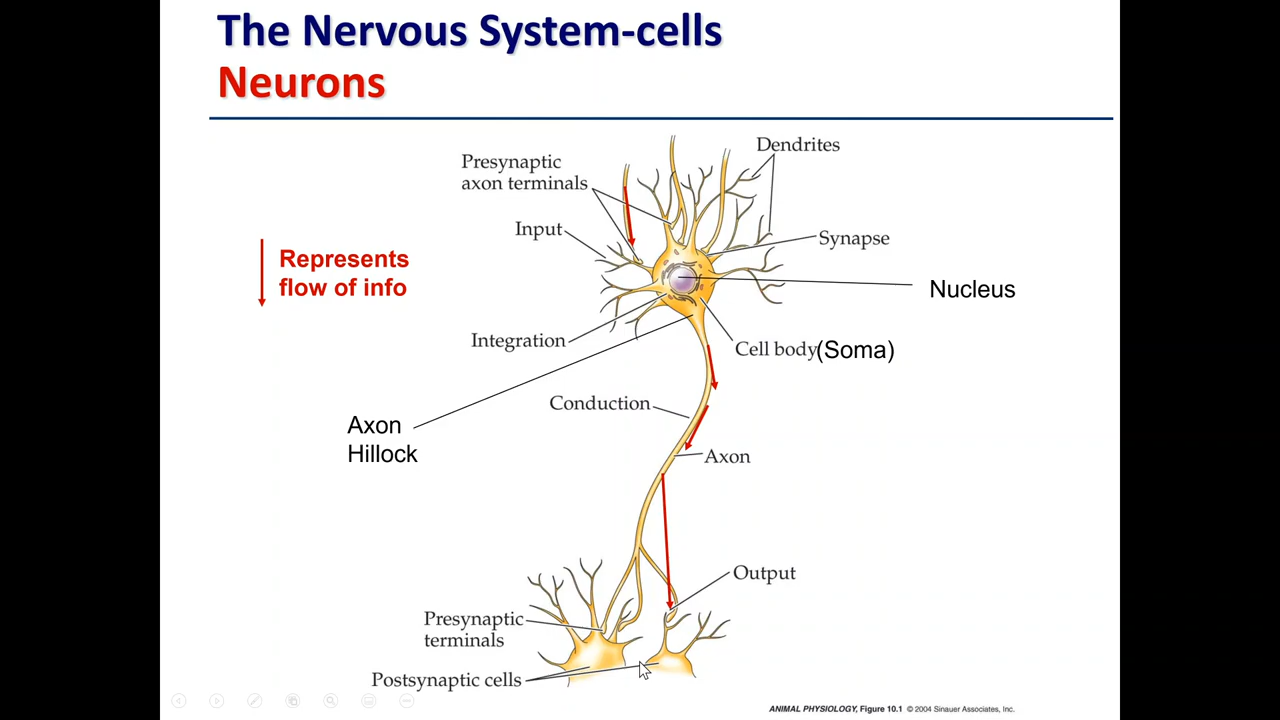 The Nervous System-cells
Neurons
Dendrites
Presynaptic
axon terminals
Input
Synapse
Represents
flow of info
Nucleus
Integration
Cell body(Soma)
Conduction
Axon
Hillock
Axon
Output
Presynaptic
terminals
Postsynaptic cells
ANIMAL PHYSIOLOGY, Figure 10.1 © 2004 Sinauer Associates, Inc.